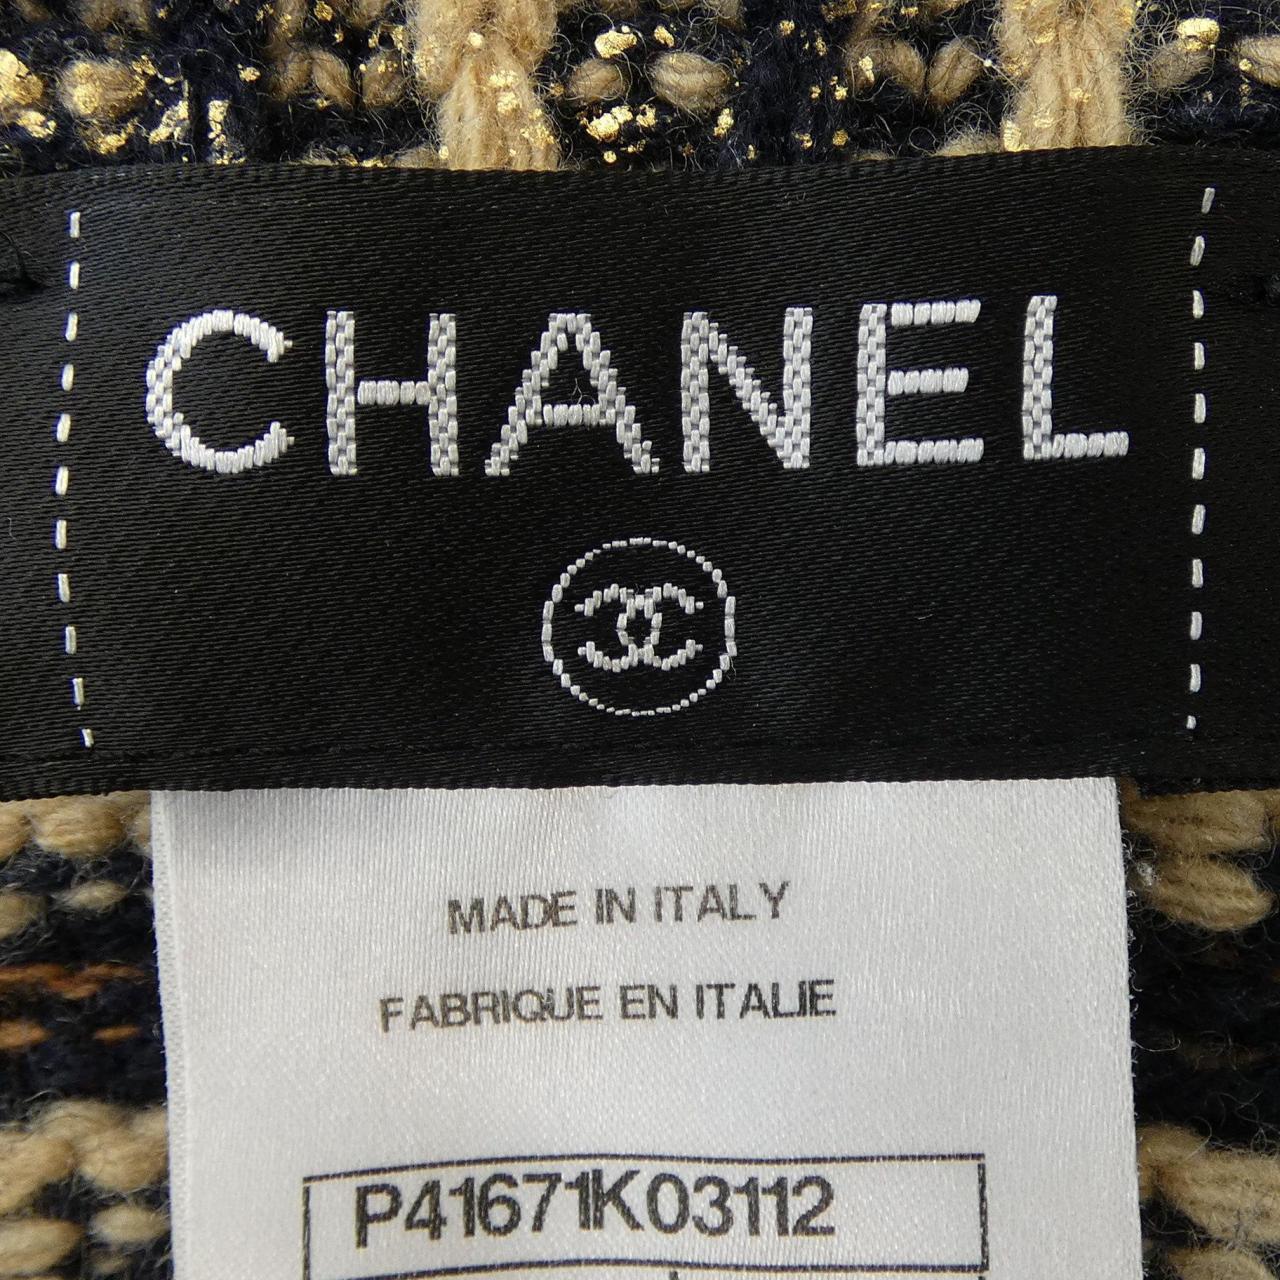 CHANEL
MADE IN ITALY
FABRIQUE EN ITALIE
P41671K03112